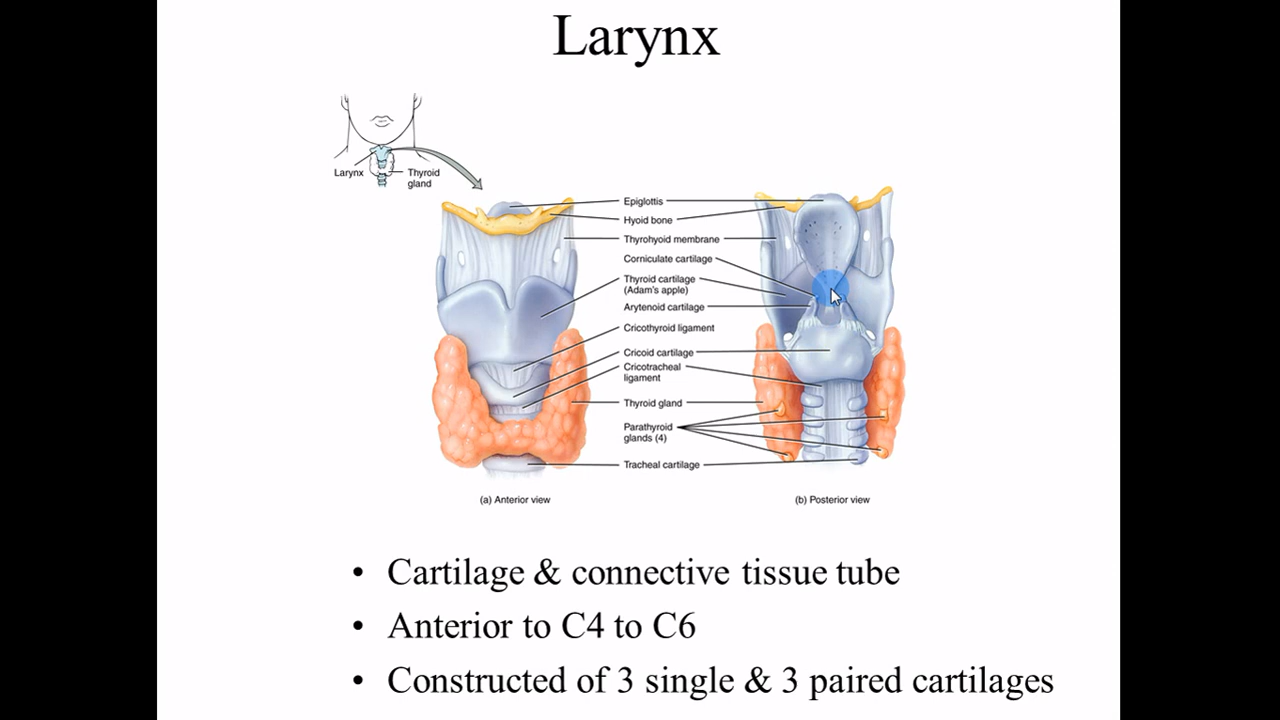 Larynx
Larynx
Thyroid
gland
Epiglottis
Hyoid bone
Thyrohyoid membrane
Corniculate cartilage
Thyroid cartilage
(Adam's apple)
Arytenoid cartilage
Cricothyroid ligament
Cricoid cartilage
Cricotracheal
ligament
Thyroid gland
Parathyroid
glands (4)
Tracheal cartilage
(a) Anterior view
(b) Posterior view
• Cartilage & connective tissue tube
• Anterior to C4 to C6
• Constructed of 3 single & 3 paired cartilages